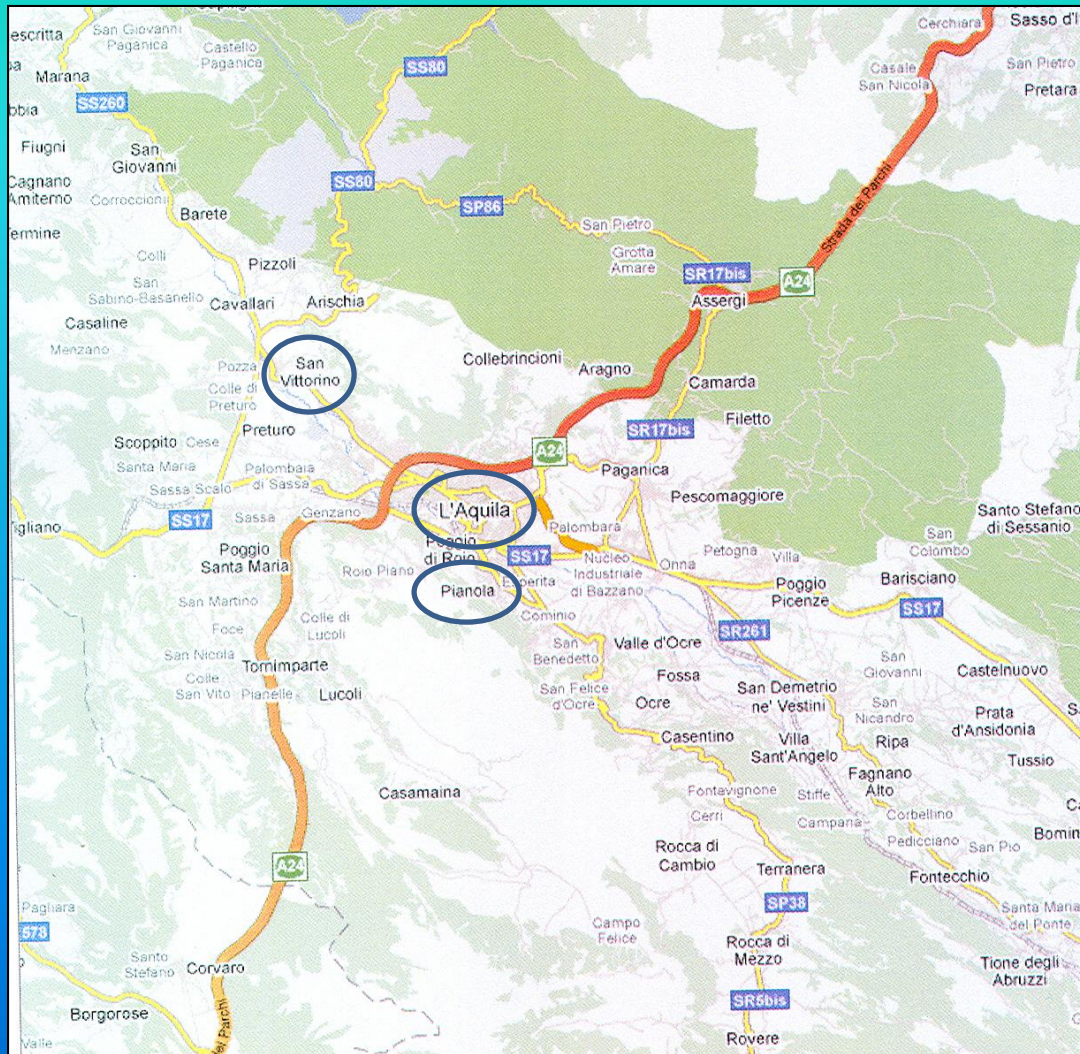 Cerchiara
Sasso d'I
escritta
San Giovanni
Paganica
Castello
Paganica
SS80
Casale
San Nicola
San Pietro
Marana
Pretara
SS260
bbia
Fiugni
San
Giovanni
Cagnano
Amiterno
Corroccioni
SS80
SP86
Strada dei Parchi
Barete
San Pietro
Termine
Colli
Pizzoli
Grotta
Amare
SR17bis
A24
San
Sabino-Basanello
Cavallari
Arischia
Assergi
Casaline
Menzano
Pozza
San
Vittorino
Collebrincioni
Aragno
Colle di
Preturo
Camarda
Filetto
Scoppito
Cese
Preturo
SR17bis
A24
Santa Maria
Palombaia
di Sassa
Paganica
Sassa Scalo
Pescomaggiore
igliano
SS17
Sassa
Genzano
L'Aquila
Santo Stefano
di Sessanio
Palombara
San
Colombo
Poggio
Santa Maria
Poggio
di Roio
SS17
Nucleo
Industriale
di Bazzano
Onna
Petogna
Villa
Roio Piano
Pianola
Poggio
Picenze
Barisciano
SS17
San Martino
Foce
Colle di
Lucoli
Cominio
SR261
San
Benedetto
Valle d'Ocre
San Nicola
Colle
San Vito
Pianelle
Tornimparte
Lucoli
Fossa
San
Giovanni
Castelnuovo
San Felice
d'Ocre
Ocre
San Demetrio
ne' Vestini
San
Nicandro
Prata
d'Ansidonia
Casentino
Villa
Sant'Angelo
Ripa
Tussio
Casamaina
Fontavignone
Stiffe
Fagnano
Alto
Cerri
Campana
Corbellino
Pedicciano
San Pio
Bomin
Rocca di
Cambio
A24
Terranera
Fontecchio
Pagliara
SP38
Santa Maria
del Ponte
578
Campo
Felice
Rocca di
Mezzo
Santo
Stefano
Corvaro
Tione degli
Abruzzi
SR5bis
Borgorose
dei Parchi
Valle
Rovere